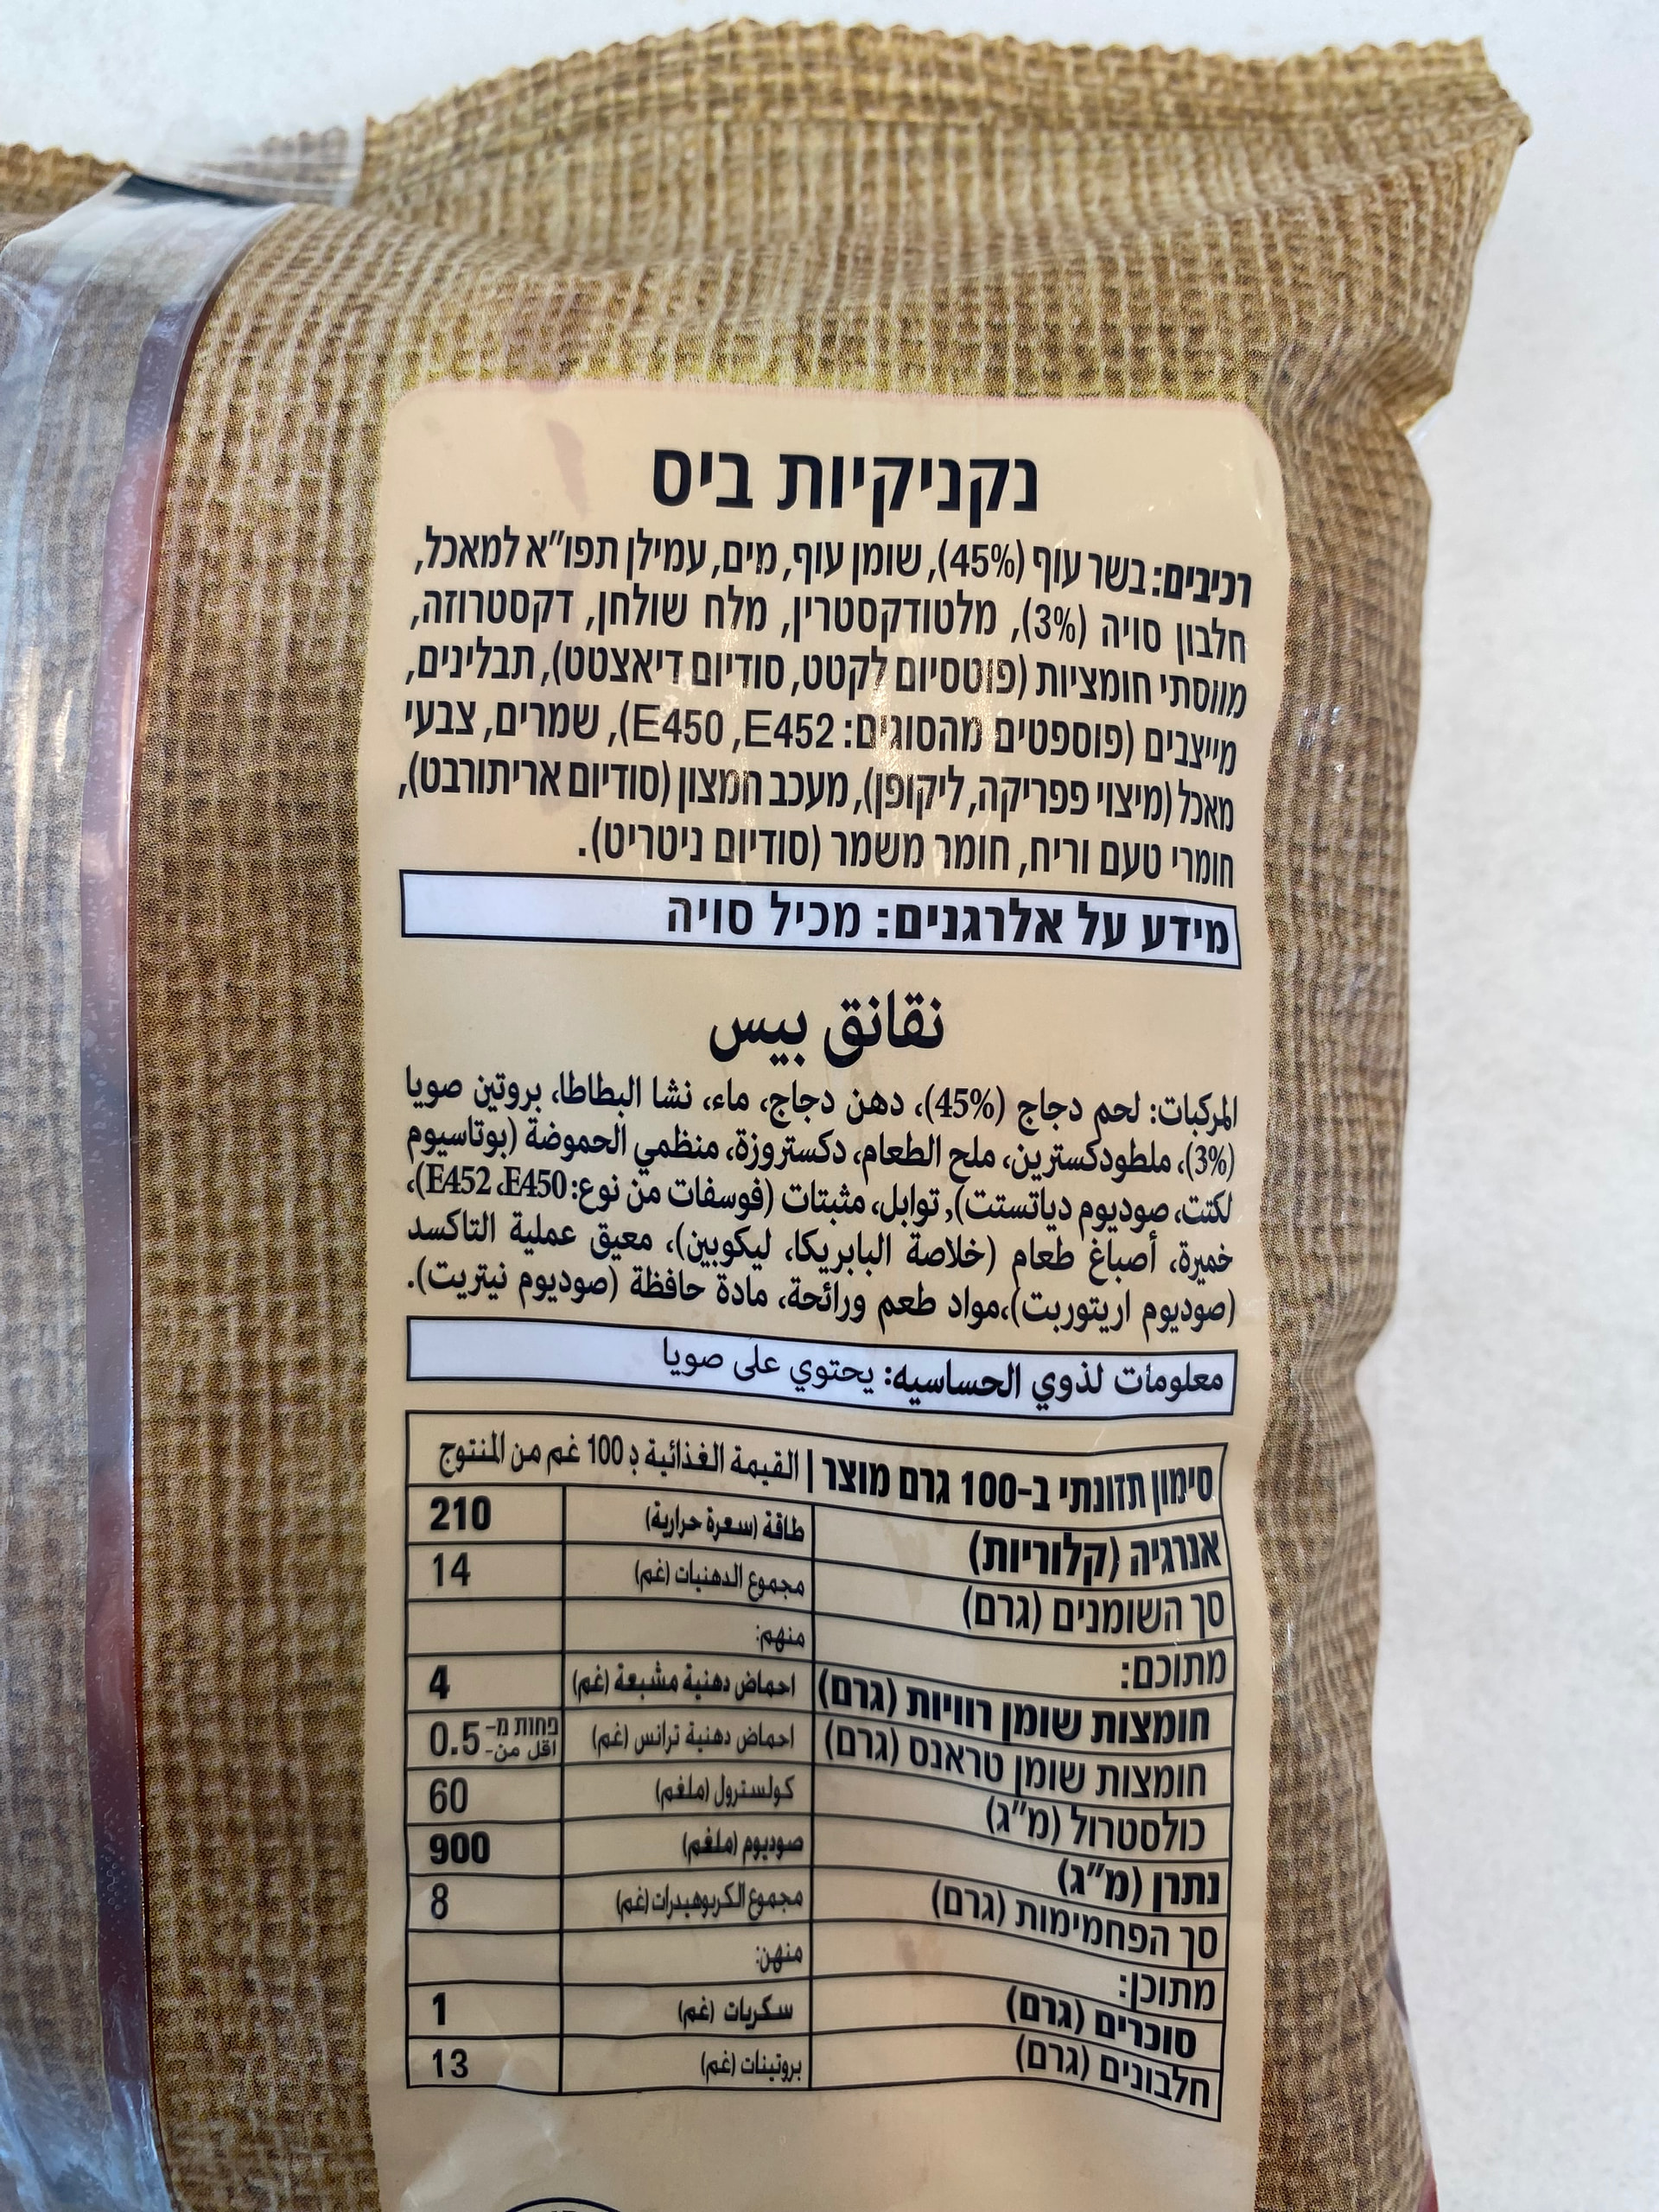 נקניקיות ביס
רכיבים: בשר עוף (45%), שומן עוף, מים, עמילן תפו"א למאכל,
חלבון סויה (3%), מלטודקסטרין, מלח שולחן, דקסטרוזה,
מווסתי חומציות (פוטסיום לקטט, סודיום דיאצטט), תבלינים,
מייצבים (פוספטים מהסוגים: E450 ,E452), שמרים, צבעי
מאכל (מיצוי פפריקה, ליקופן), מעכב חמצון (סודיום אריתורבט),
חומרי טעם וריח, חומר משמר (סודיום ניטריט).
מידע על אלרגנים: מכיל סויה
نقانق بيس
المركبات: لحم دجاج (45%)، دهن دجاج، ماء، نشا البطاطا، بروتين صويا
(3%)، ملطودكسترين، ملح الطعام، دكستروزة، منظمي الحموضة (بوتاسيوم
لكتت، صوديوم دياتستت)، توابل، مثبتات (فوسفات من نوع: E450، E452)،
خميرة، أصباغ طعام (خلاصة البابريكا، ليكوبين)، معيق عملية التاكسد
(صوديوم اريتوربت)،مواد طعم ورائحة، مادة حافظة (صوديوم نيتريت).
معلومات لذوي الحساسيه: يحتوي على صويا
סימון תזונתי ב-100 גרם מוצר | القيمة الغذائية د 100 غم من المنتوج
אנרגיה (קלוריות) طاقة (سعرة حرارية) 210
סך השומנים (גרם) مجموع الدهنيات (غم) 14
מתוכם: منهم:
חומצות שומן רוויות (גרם) احماض دهنية مشبعة (غم) 4
חומצות שומן טראנס (גרם) احماض دهنية ترانس (غم) פחות מ- اقل من- 0.5
כולסטרול (מ"ג) كولسترول (ملغم) 60
נתרן (מ"ג) صوديوم (ملغم) 900
סך הפחמימות (גרם) مجموع الكربوهيدرات (غم) 8
מתוכן: منهن:
סוכרים (גרם) سكريات (غم) 1
חלבונים (גרם) بروتينات (غم) 13